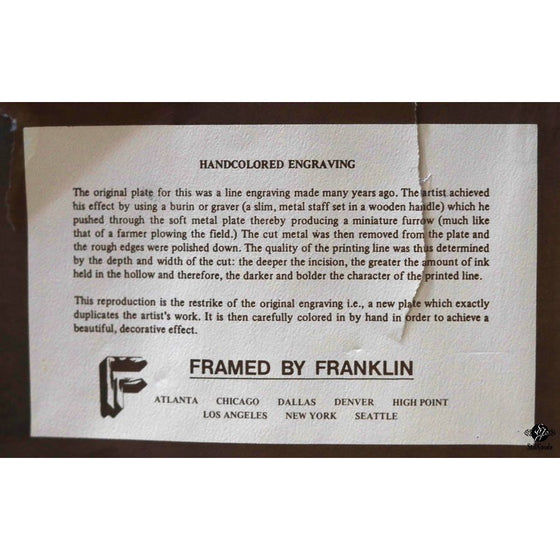 HANDCOLORED ENGRAVING
The original plate for this was a line engraving made many years ago. The artist achieved
his effect by using a burin or graver (a slim, metal staff set in a wooden handle) which he
pushed through the soft metal plate thereby producing a miniature furrow (much like
that of a farmer plowing the field.) The cut metal was then removed from the plate and
the rough edges were polished down. The quality of the printing line was thus determined
by the depth and width of the cut: the deeper the incision, the greater the amount of ink
held in the hollow and therefore, the darker and bolder the character of the printed line.
This reproduction is the restrike of the original engraving i.e., a new plate which exactly
duplicates the artist's work. It is then carefully colored in by hand in order to achieve a
beautiful, decorative effect.
F FRAMED BY FRANKLIN
ATLANTA CHICAGO DALLAS DENVER HIGH POINT
LOS ANGELES NEW YORK SEATTLE